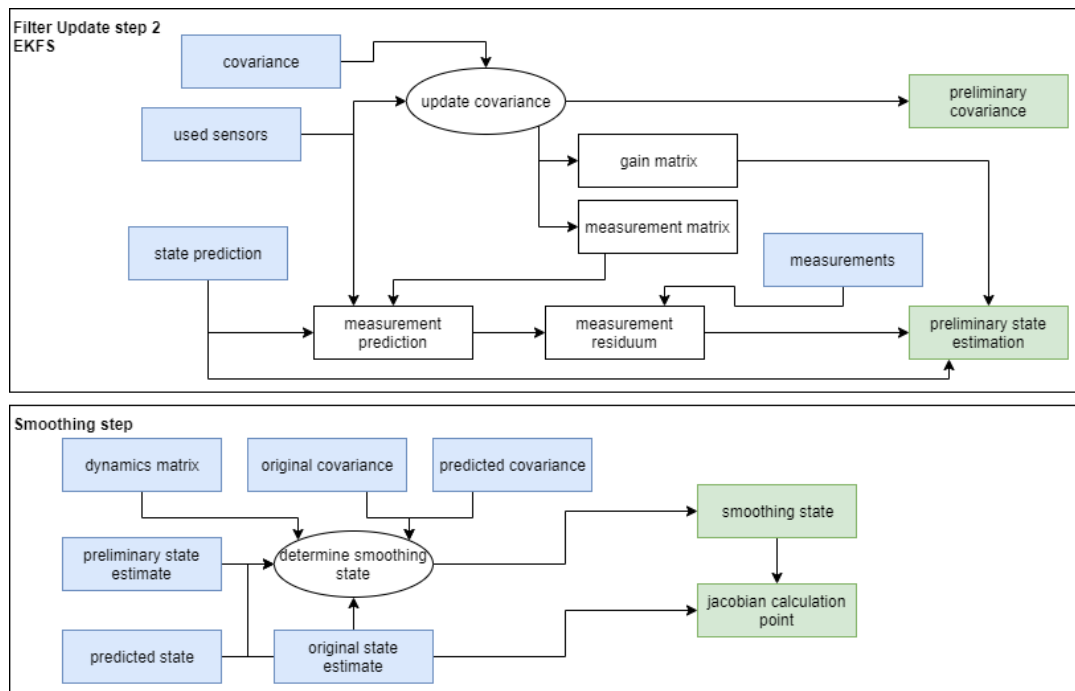 Filter Update step 2
EKFS
covariance
update covariance
preliminary
covariance
used sensors
gain matrix
measurement matrix
state prediction
measurements
measurement
prediction
measurement
residuum
preliminary state
estimation
Smoothing step
dynamics matrix
original covariance
predicted covariance
smoothing state
preliminary state
estimate
determine smoothing
state
jacobian calculation
point
predicted state
original state
estimate